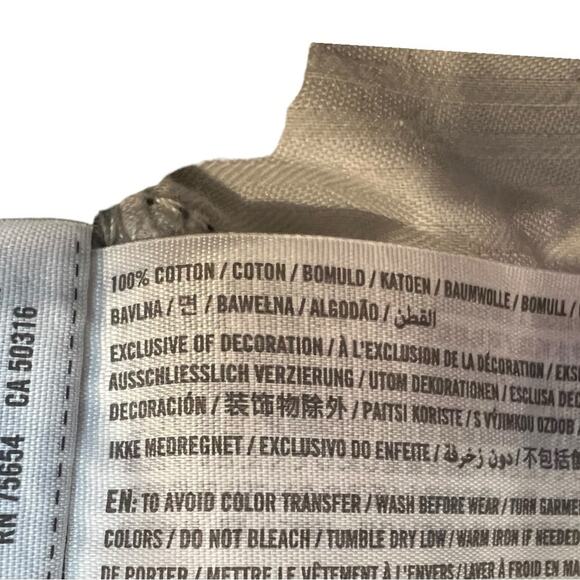 RN 75654 CA 50316
100% COTTON / COTON / BOMULD / KATOEN / BAUMWOLLE / BOMULL /
BAVLNA / 면 / BAWEŁNA / ALGODÃO / القطن
EXCLUSIVE OF DECORATION / À L'EXCLUSION DE LA DÉCORATION / EKS
AUSSCHLIESSLICH VERZIERUNG / UTOM DEKORATIONEN / ESCLUSA DEC
DECORACIÓN / 装饰物除外 / PAITSI KORISTE / S VÝJIMKOU OZDOB /
IKKE MEDREGNET / EXCLUSIVO DO ENFEITE / دون زخرفة / 不包括
EN: TO AVOID COLOR TRANSFER / WASH BEFORE WEAR / TURN GARME
COLORS / DO NOT BLEACH / TUMBLE DRY LOW / WARM IRON IF NEEDED
DE PORTER / METTRE LE VÊTEMENT À L'ENVERS / LAVER À FROID EN MA